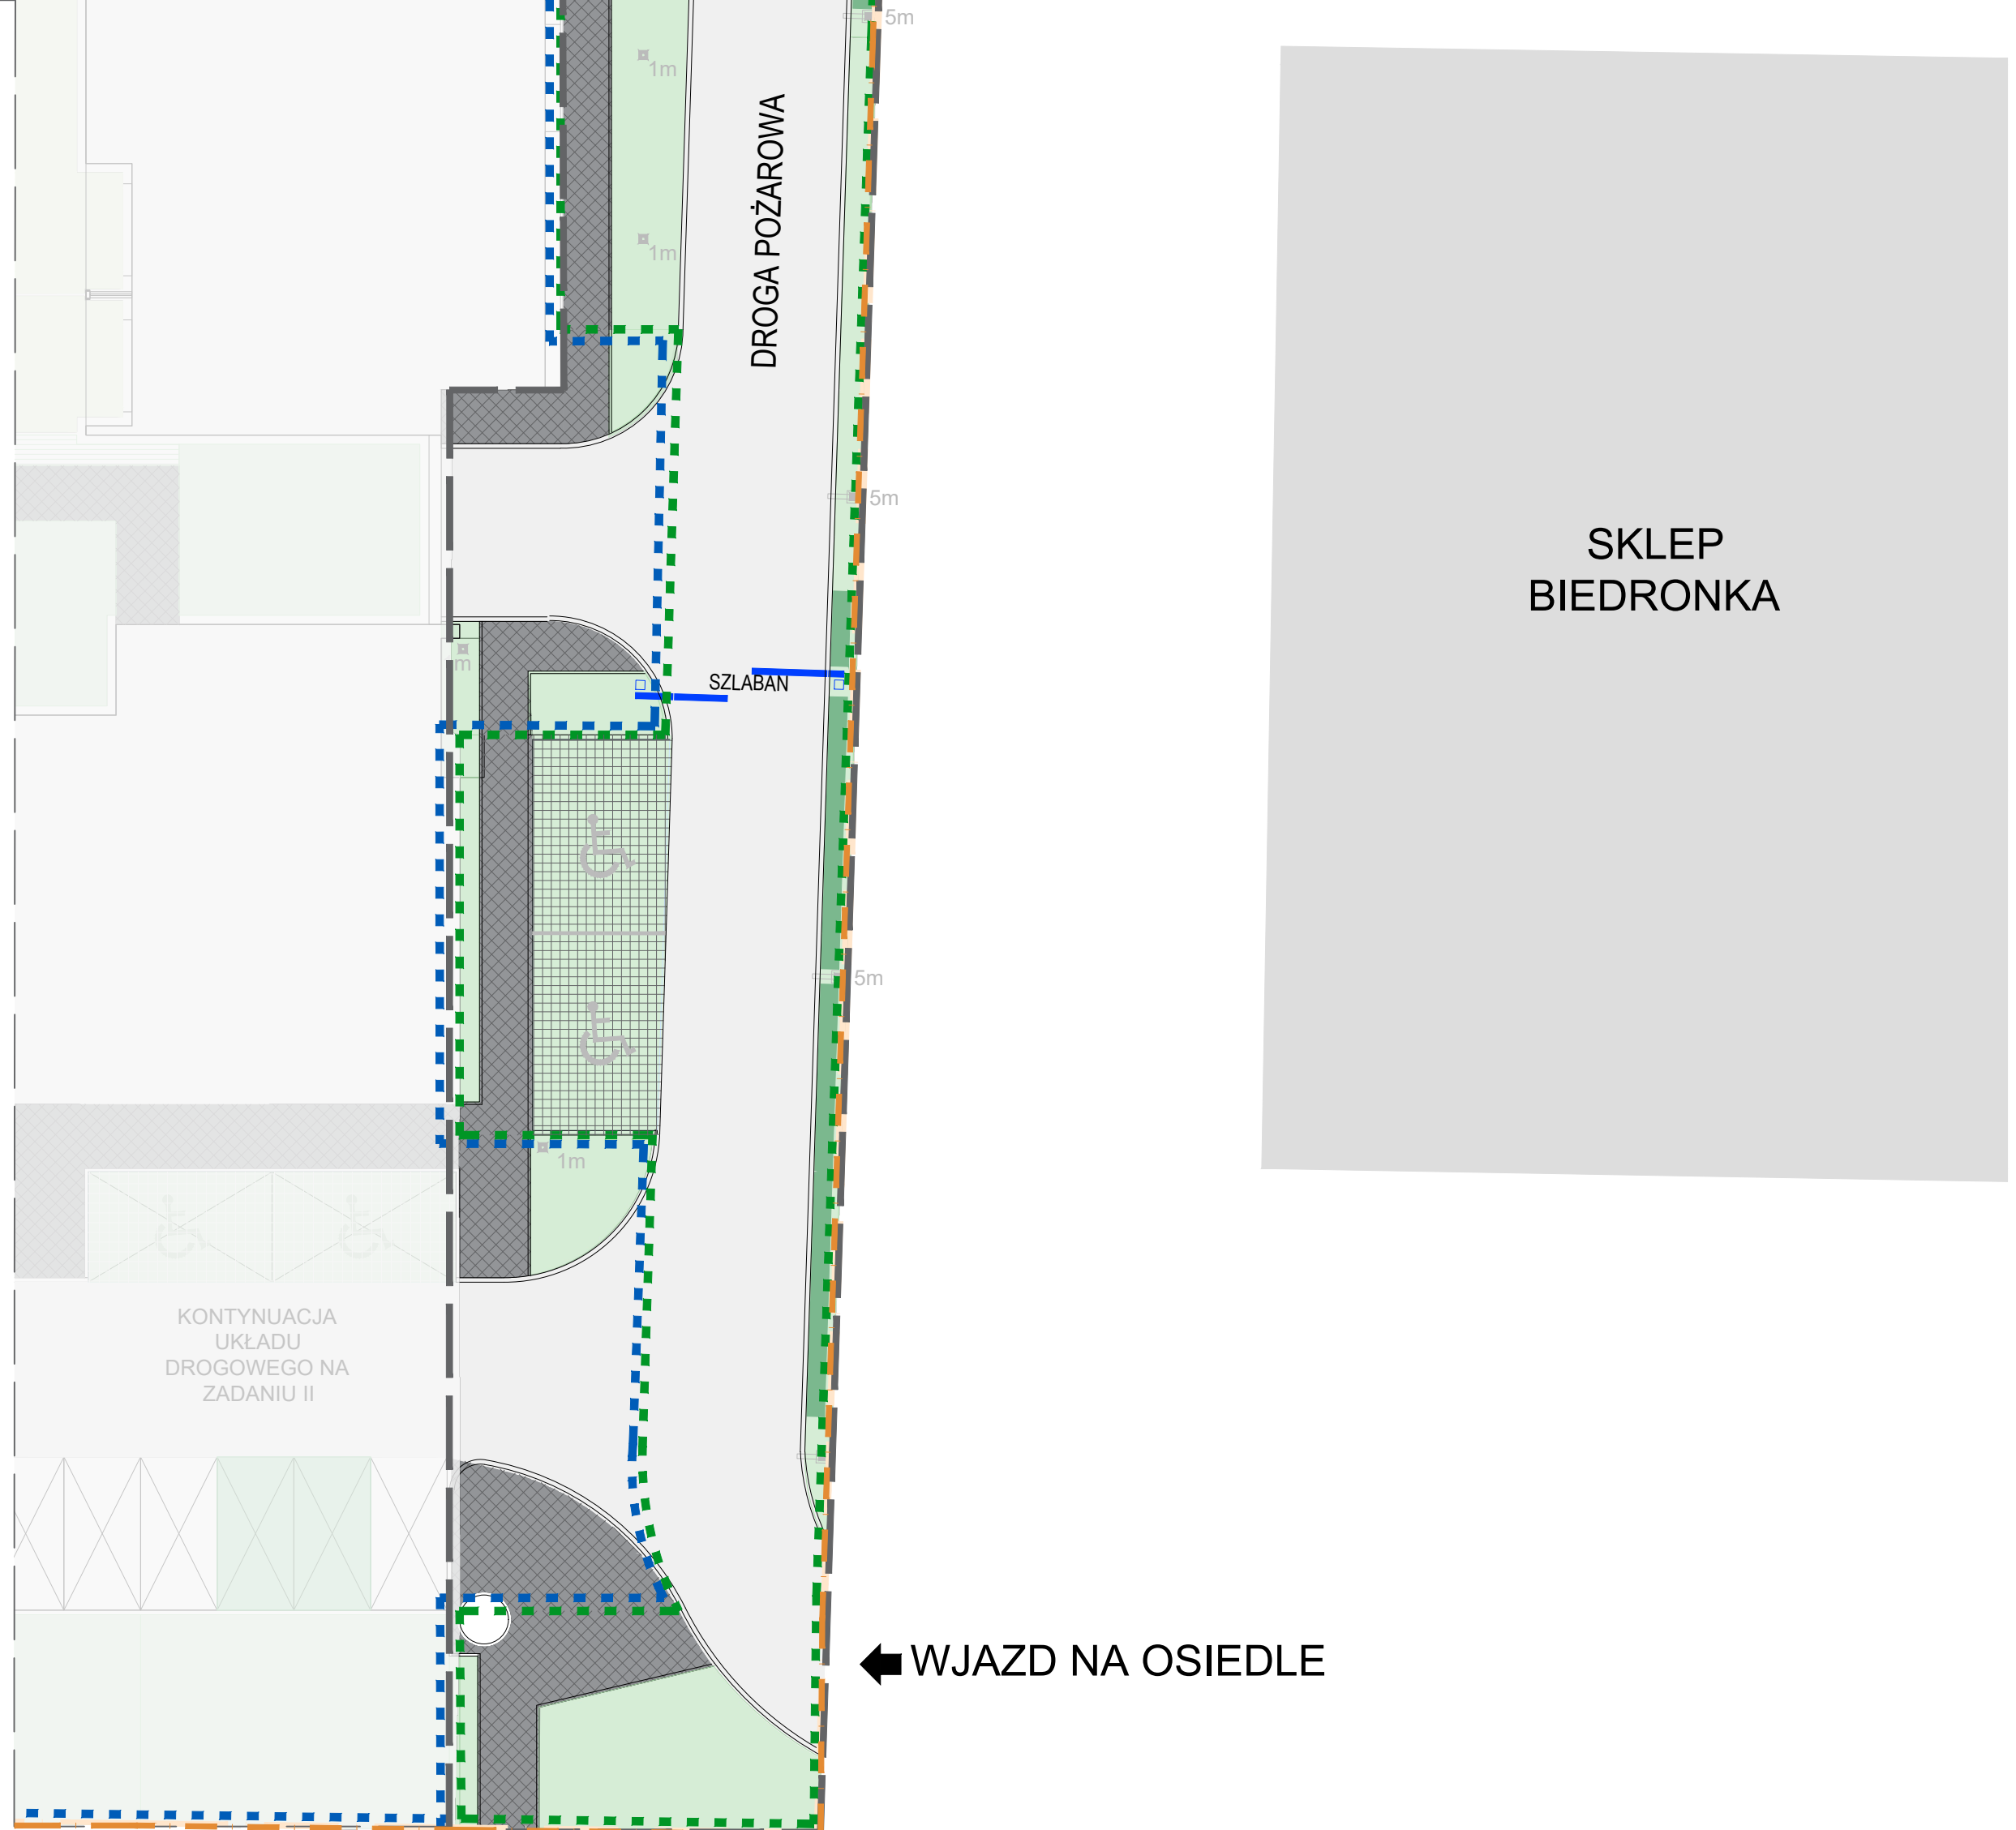 5m
1m
DROGA POŻAROWA
1m
5m
SKLEP
BIEDRONKA
m
SZLABAN
5m
1m
KONTYNUACJA
UKŁADU
DROGOWEGO NA
ZADANIU II
WJAZD NA OSIEDLE